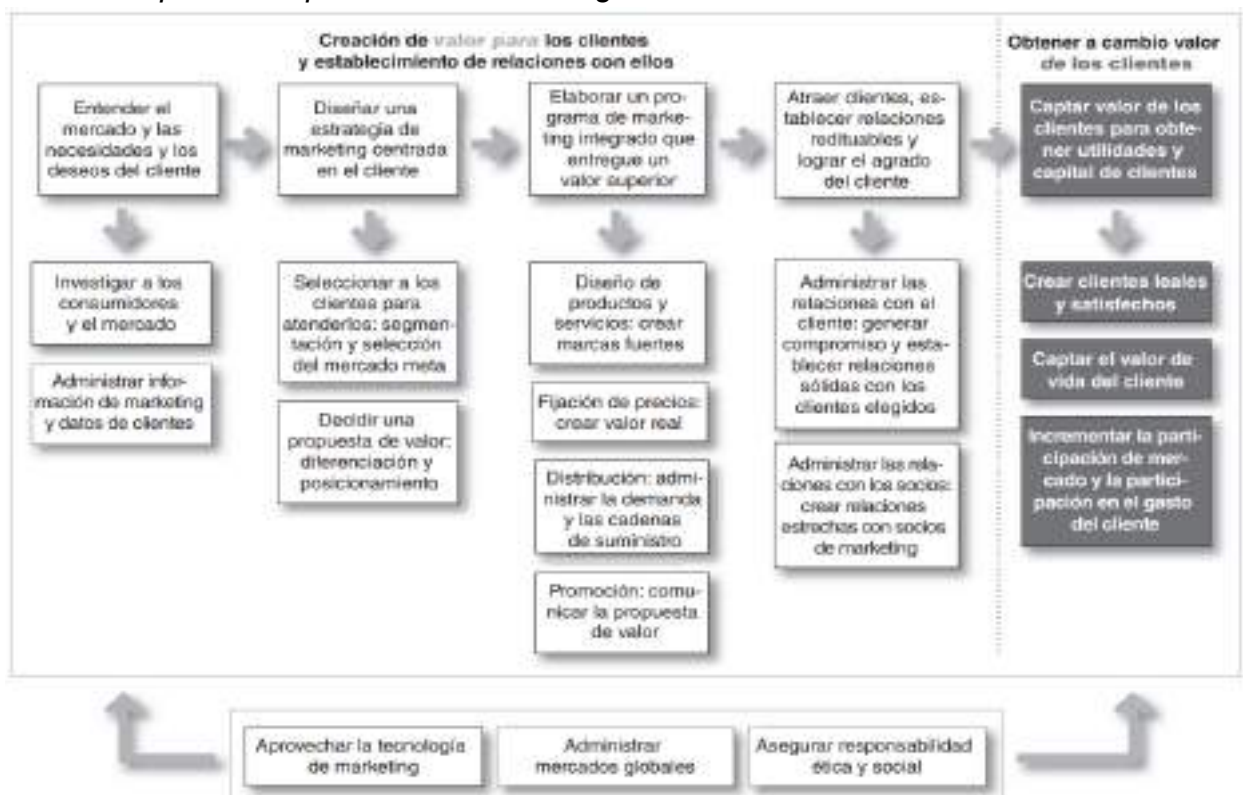 Creación de valor para los clientes
y establecimiento de relaciones con ellos
Obtener a cambio valor
de los clientes
Entender el
mercado y las
necesidades y los
deseos del cliente
Diseñar una
estrategia de
marketing centrada
en el cliente
Elaborar un pro-
grama de marke-
ting integrado que
entregue un
valor superior
Atraer clientes, es-
tablecer relaciones
redituables y
lograr el agrado
del cliente
Captar valor de los
clientes para obte-
ner utilidades y
capital de clientes
Investigar a los
consumidores
y el mercado
Administrar infor-
mación de marketing
y datos de clientes
Seleccionar a los
clientes para
atenderlos: segmen-
tación y selección
del mercado meta
Decidir una
propuesta de valor:
diferenciación y
posicionamiento
Diseño de
productos y
servicios: crear
marcas fuertes
Fijación de precios:
crear valor real
Distribución: admi-
nistrar la demanda
y las cadenas
de suministro
Promoción: comu-
nicar la propuesta
de valor
Administrar las
relaciones con el
cliente: generar
compromiso y esta-
blecer relaciones
sólidas con los
clientes elegidos
Administrar las rela-
ciones con los socios:
crear relaciones
estrechas con socios
de marketing
Crear clientes leales
y satisfechos
Captar el valor de
vida del cliente
Incrementar la parti-
cipación de mer-
cado y la partici-
pación en el gasto
del cliente
Aprovechar la tecnología
de marketing
Administrar
mercados globales
Asegurar responsabilidad
ética y social